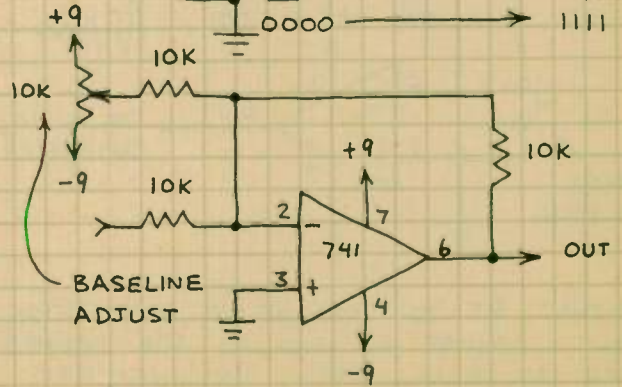 0000 1111
+9
10K
10K
+9
10K
-9
10K
2 - 7
741 6 OUT
3 +
4
BASELINE
ADJUST
-9